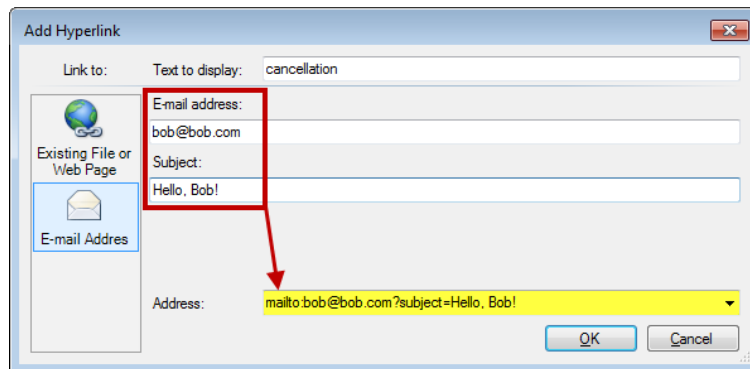 Add Hyperlink
Link to:
Text to display:
cancellation
Existing File or
Web Page
E-mail Addres
E-mail address:
bob@bob.com
Subject:
Hello, Bob!
Address:
mailto:bob@bob.com?subject=Hello, Bob!
OK
Cancel